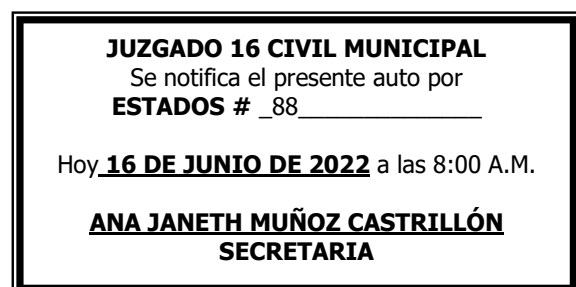 JUZGADO 16 CIVIL MUNICIPAL
Se notifica el presente auto por
ESTADOS # _88______________
Hoy 16 DE JUNIO DE 2022 a las 8:00 A.M.
ANA JANETH MUÑOZ CASTRILLÓN
SECRETARIA